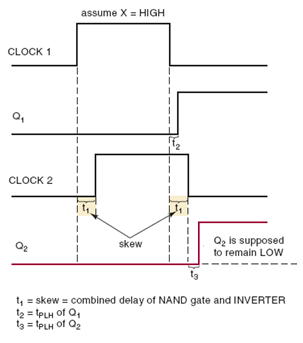 assume X = HIGH
CLOCK 1
Q1
t2
CLOCK 2
t1
t1
skew
Q2
Q2 is supposed
to remain LOW
t3
t1 = skew = combined delay of NAND gate and INVERTER
t2 = tPLH of Q1
t3 = tPLH of Q2